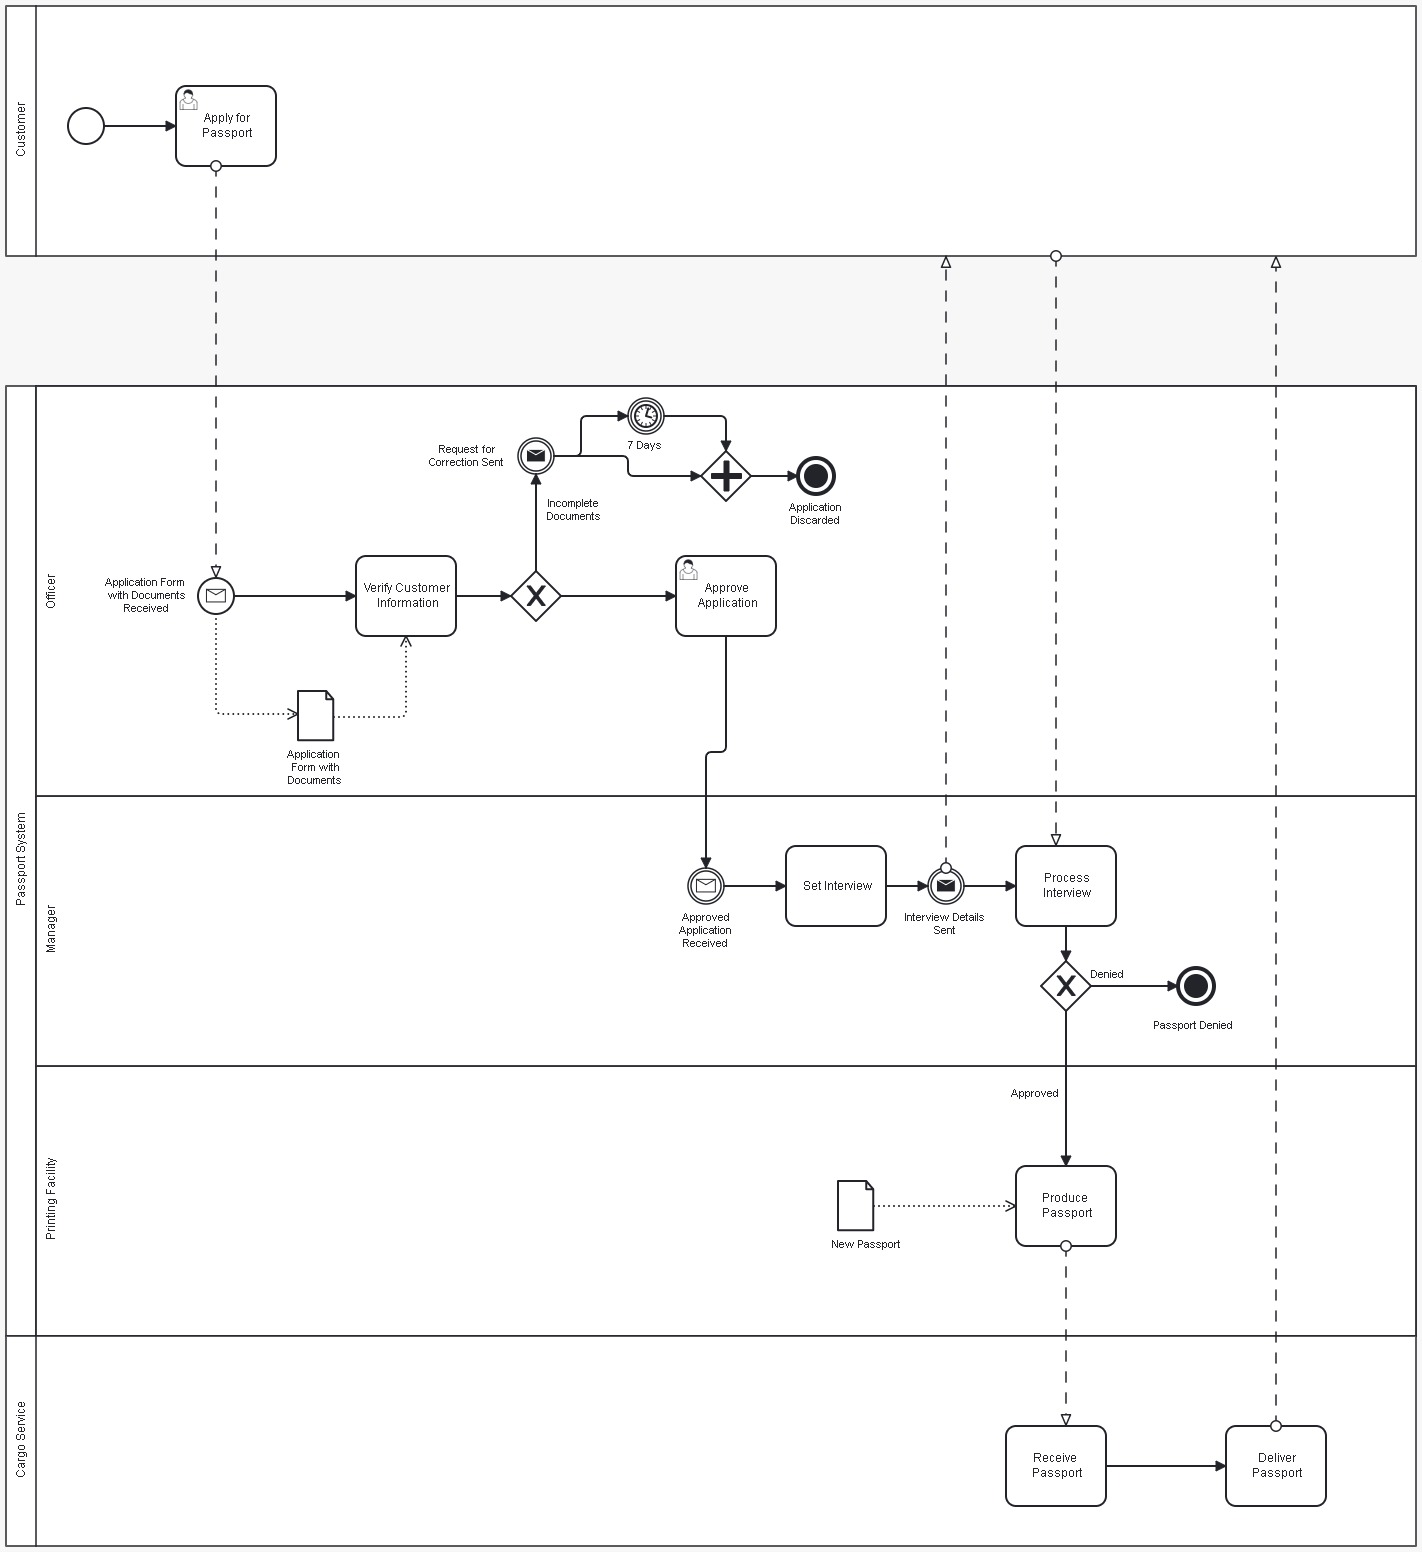 Customer
Apply for
Passport
Passport System
Officer
Application Form
with Documents
Received
Verify Customer
Information
Application
Form with
Documents
Request for
Correction Sent
Incomplete
Documents
7 Days
Application
Discarded
Approve
Application
Manager
Approved
Application
Received
Set Interview
Interview Details
Sent
Process
Interview
Denied
Passport Denied
Printing Facility
Approved
New Passport
Produce
Passport
Cargo Service
Receive
Passport
Deliver
Passport